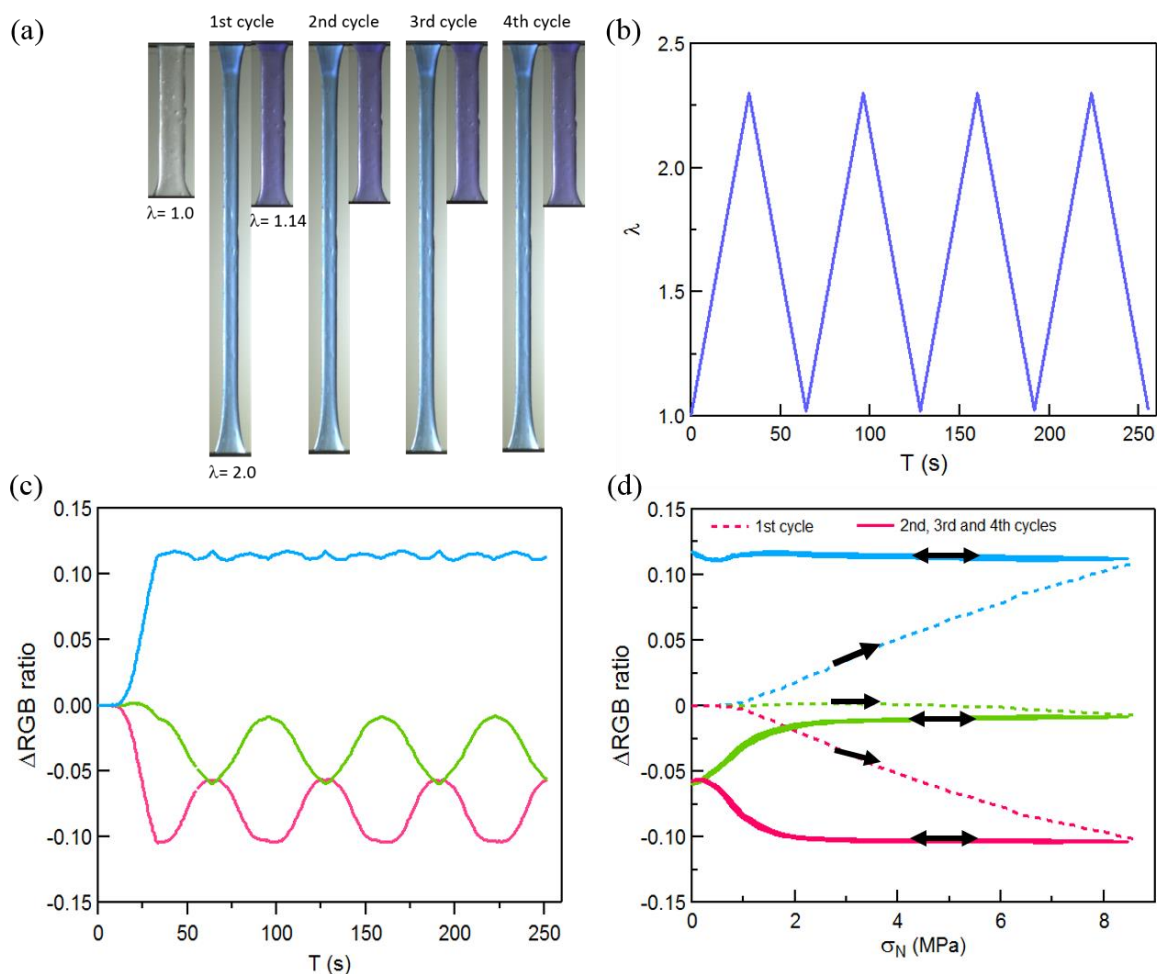 (a)
1st cycle 2nd cycle 3rd cycle 4th cycle
λ= 1.0
λ= 1.14
λ= 2.0
(b)
2.5
2.0
λ
1.5
1.0
0 50 100 150 200 250
T (s)
(c)
0.15
0.10
0.05
0.00
-0.05
-0.10
-0.15
ΔRGB ratio
0 50 100 150 200 250
T (s)
(d)
1st cycle 2nd, 3rd and 4th cycles
0.15
0.10
0.05
0.00
-0.05
-0.10
-0.15
ΔRGB ratio
0 2 4 6 8
σN (MPa)